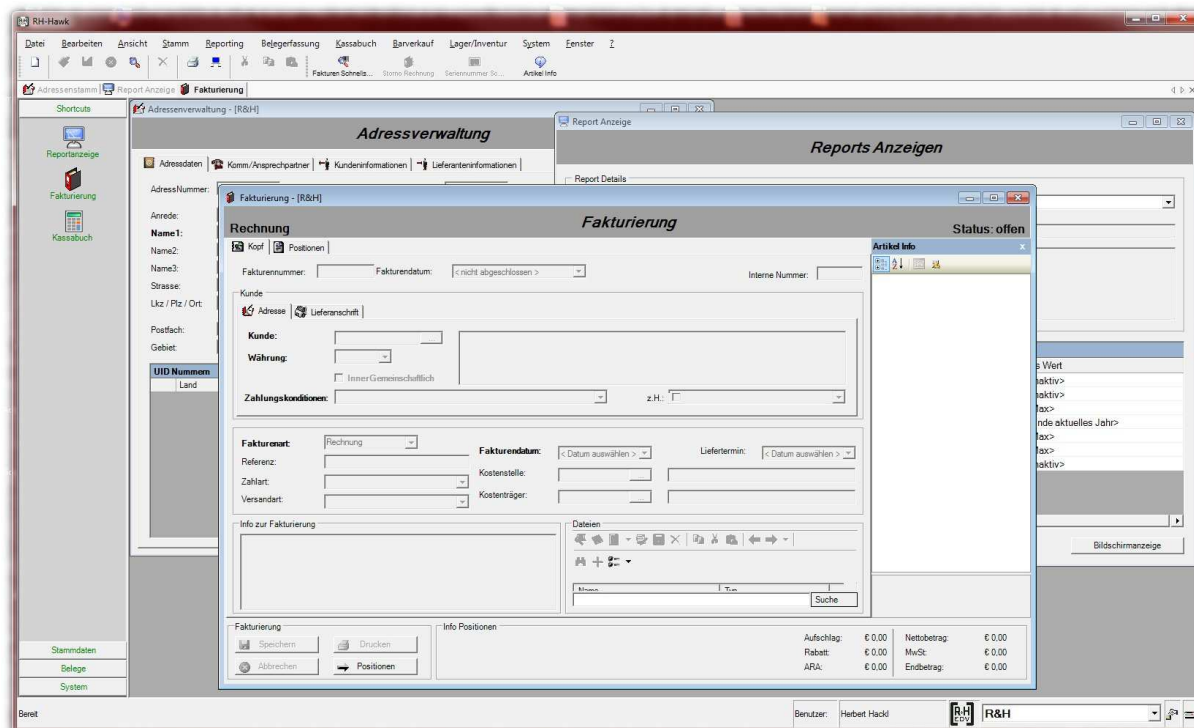 RH-Hawk
Datei Bearbeiten Ansicht Stamm Reporting Belegerfassung Kassabuch Barverkauf Lager/Inventur System Fenster ?
Fakturen Schnells... Storno Rechnung Seriennummer Sc... Artikel Info
Adressenstamm Report Anzeige Fakturierung
Shortcuts
Reportanzeige
Fakturierung
Kassabuch
Stammdaten
Belege
System
Adressenverwaltung - [R&H]
Adressverwaltung
Adressdaten Komm/Ansprechpartner Kundeninformationen Lieferanteninformationen
AdressNummer:
Anrede:
Name1:
Name2:
Name3:
Strasse:
Lkz / Plz / Ort:
Postfach:
Gebiet:
UID Nummern
Land
Report Anzeige
Reports Anzeigen
Report Details
s Wert
naktiv>
naktiv>
Max>
nde aktuelles Jahr>
Max>
Max>
naktiv>
Bildschirmanzeige
Fakturierung - [R&H]
Rechnung Fakturierung Status: offen
Kopf Positionen
Fakturennummer: Fakturendatum: < nicht abgeschlossen > Interne Nummer:
Kunde
Adresse Lieferanschrift
Kunde: ...
Währung:
InnerGemeinschaftlich
Zahlungskonditionen: z.H.:
Fakturenart: Rechnung Fakturendatum: < Datum auswählen > Liefertermin: < Datum auswählen >
Referenz:
Kostenstelle: ...
Zahlart:
Kostenträger: ...
Versandart:
Info zur Fakturierung
Dateien
Name Typ
Suche
Artikel Info x
Fakturierung
Speichern Drucken
Abbrechen Positionen
Info Positionen
Aufschlag: € 0,00 Nettobetrag: € 0,00
Rabatt: € 0,00 MwSt: € 0,00
ARA: € 0,00 Endbetrag: € 0,00
Bereit
Benutzer: Herbert Hackl
R·H
EDV
R&H